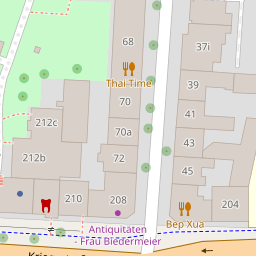 68
37i
Thai Time
39
70
41
212c
70a
43
72
212b
45
210
208
204
Bep Xua
Antiquitäten
- Frau Biedermeier